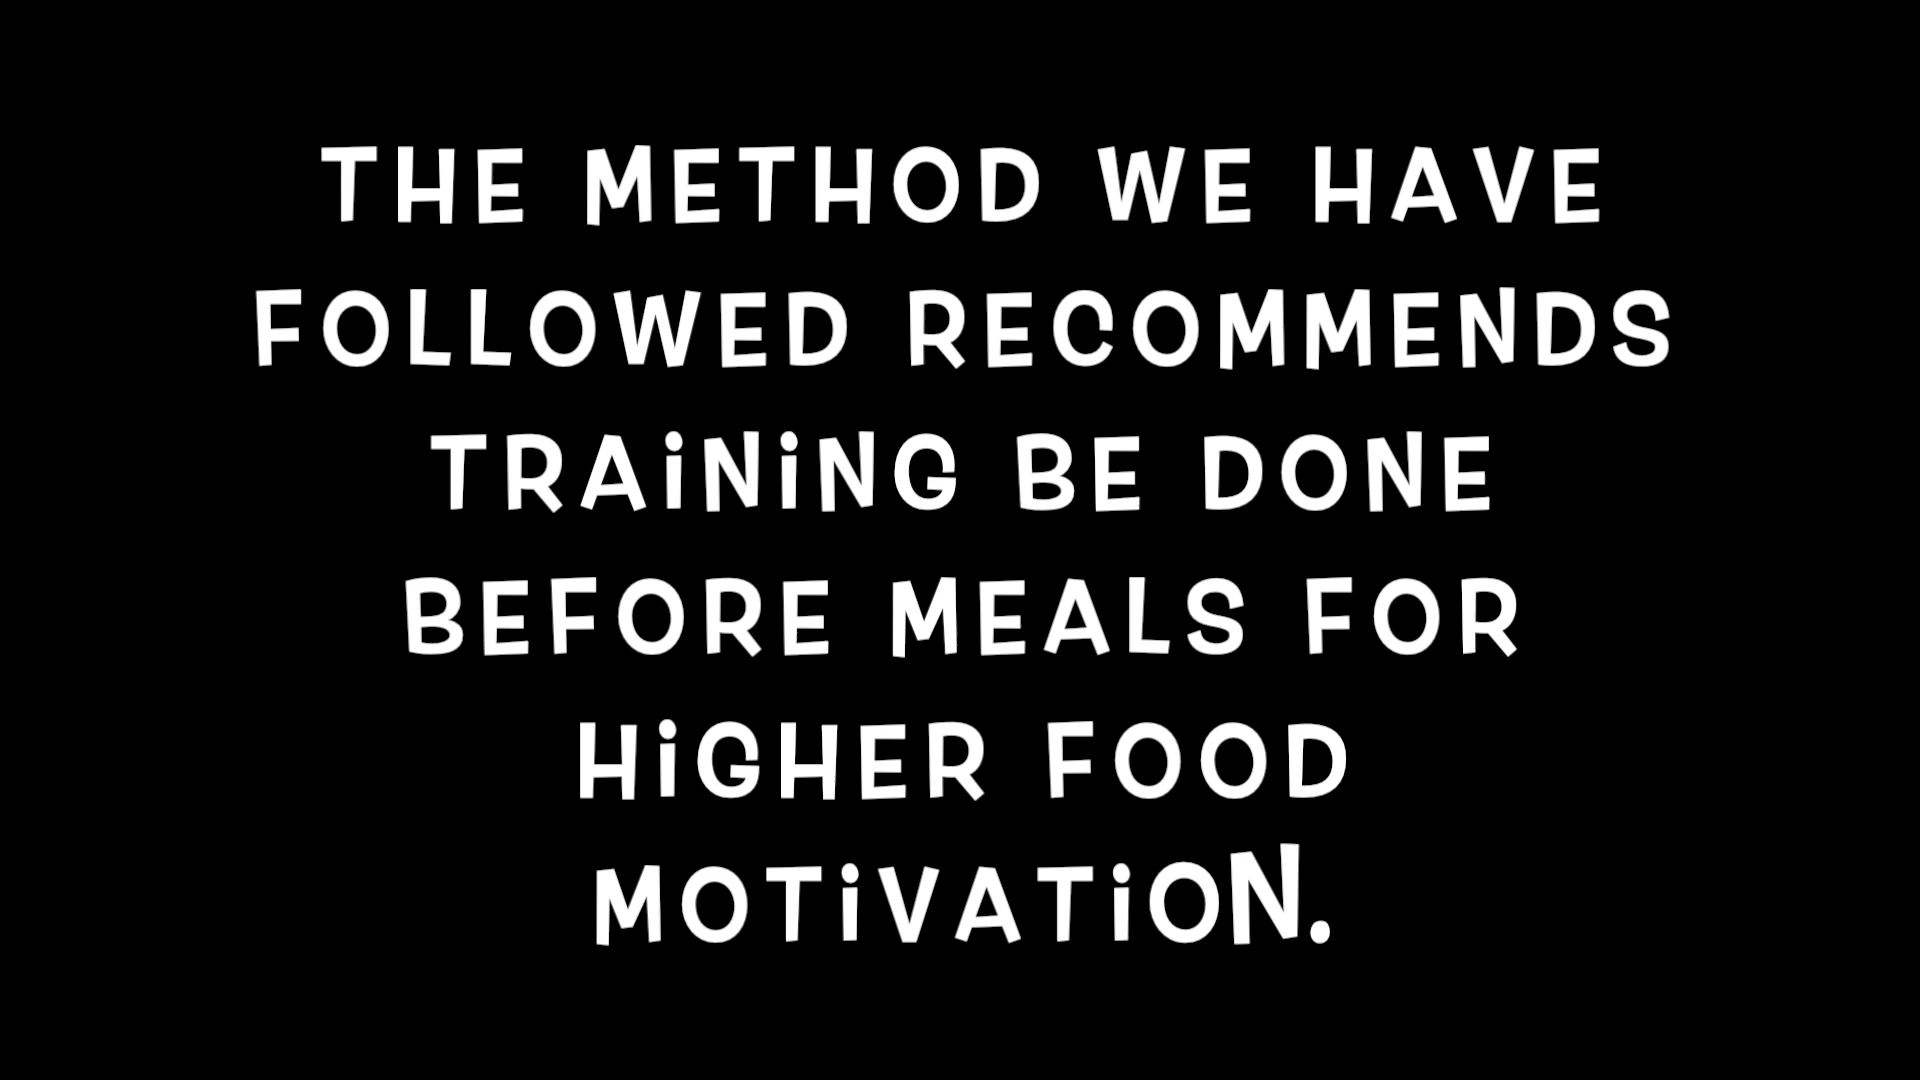 THE METHOD WE HAVE
FOLLOWED RECOMMENDS
TRAiNiNG BE DONE
BEFORE MEALS FOR
HiGHER FOOD
MOTiVATiON.